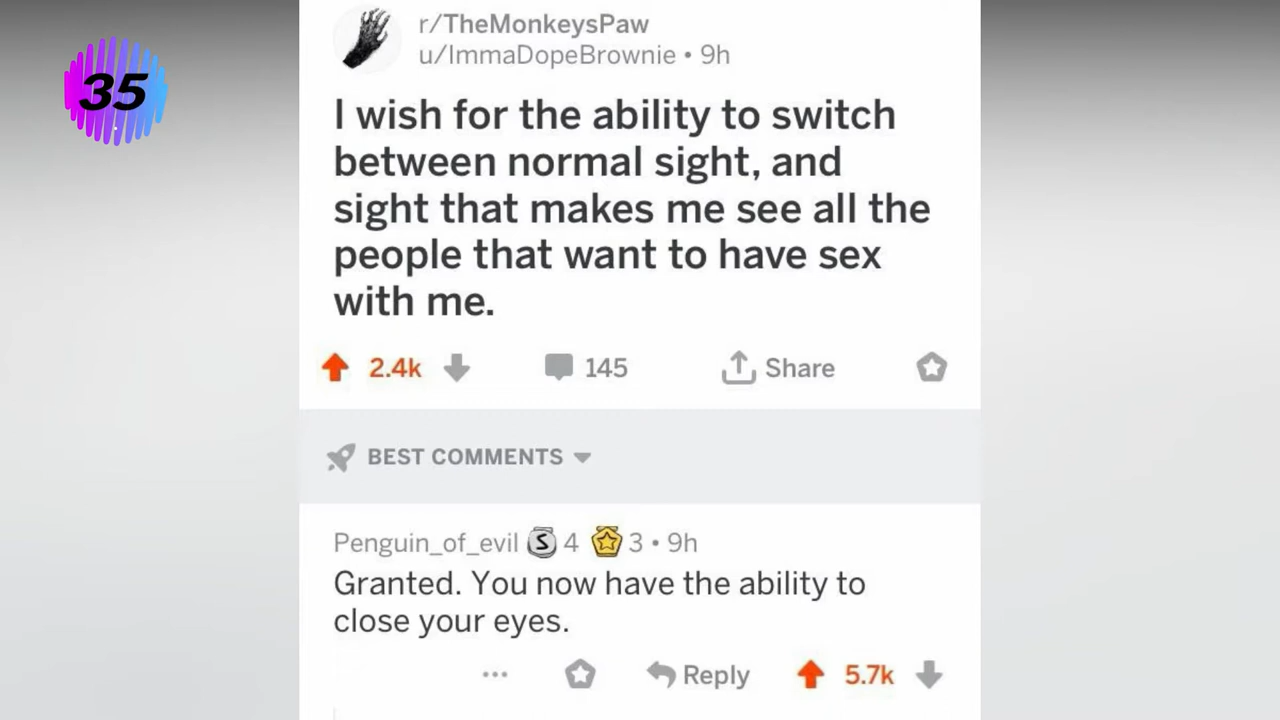 35
r/TheMonkeysPaw
u/ImmaDopeBrownie • 9h
I wish for the ability to switch
between normal sight, and
sight that makes me see all the
people that want to have sex
with me.
2.4k 145 Share
BEST COMMENTS
Penguin_of_evil S 4 3 • 9h
Granted. You now have the ability to
close your eyes.
... Reply 5.7k